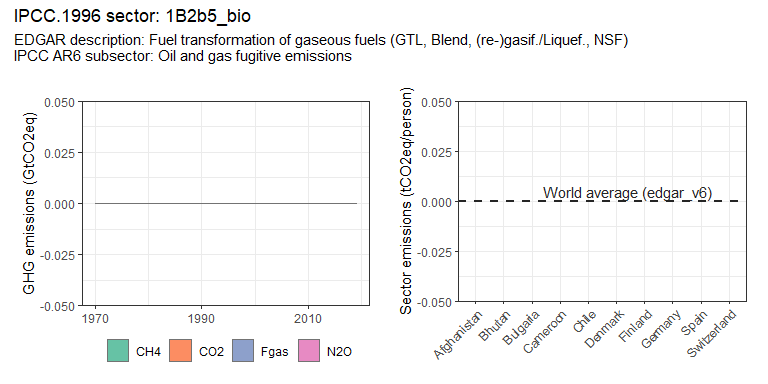 IPCC.1996 sector: 1B2b5_bio
EDGAR description: Fuel transformation of gaseous fuels (GTL, Blend, (re-)gasif./Liquef., NSF)
IPCC AR6 subsector: Oil and gas fugitive emissions
GHG emissions (GtCO2eq)
0.050
0.025
0.000
-0.025
-0.050
1970
1990
2010
CH4
CO2
Fgas
N2O
Sector emissions (tCO2eq/person)
0.050
0.025
0.000
-0.025
-0.050
World average (edgar_v6)
Afghanistan
Bhutan
Bulgaria
Cameroon
Chile
Denmark
Finland
Germany
Spain
Switzerland